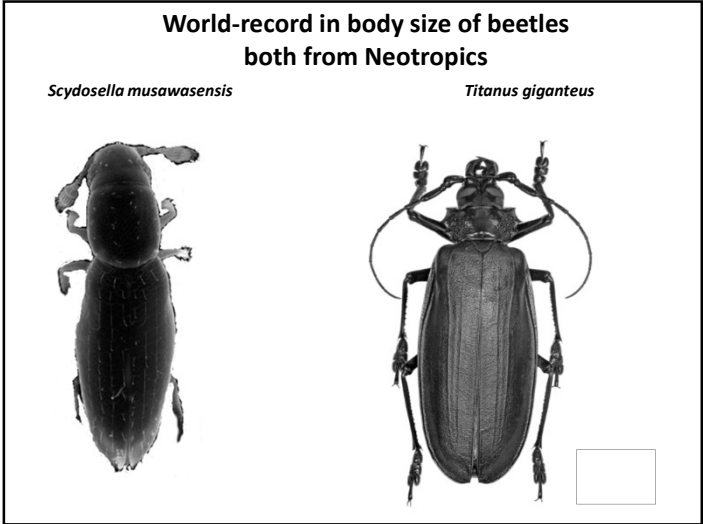 World-record in body size of beetles
both from Neotropics
Scydosella musawasensis
Titanus giganteus